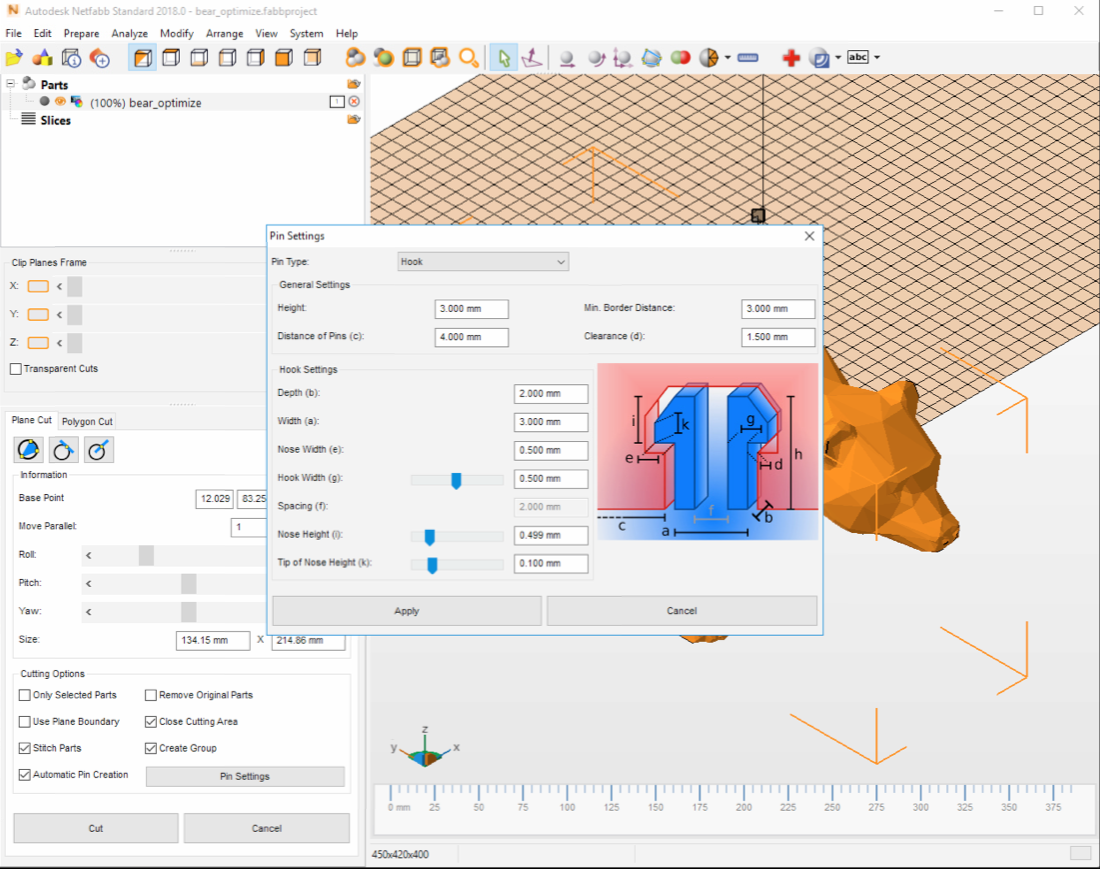 Autodesk Netfabb Standard 2018.0 - bear_optimize.fabbproject
File Edit Prepare Analyze Modify Arrange View System Help
abc
Parts
(100%) bear_optimize
Slices
Clip Planes Frame
X: <
Y: <
Z: <
Transparent Cuts
Plane Cut Polygon Cut
Information
Base Point 12.029 83.25
Move Parallel: 1
Roll: <
Pitch: <
Yaw: <
Size: 134.15 mm X 214.86 mm
Cutting Options
Only Selected Parts Remove Original Parts
Use Plane Boundary Close Cutting Area
Stitch Parts Create Group
Automatic Pin Creation Pin Settings
Cut Cancel
Pin Settings
Pin Type: Hook
General Settings
Height: 3.000 mm Min. Border Distance: 3.000 mm
Distance of Pins (c): 4.000 mm Clearance (d): 1.500 mm
Hook Settings
Depth (b): 2.000 mm
Width (a): 3.000 mm
Nose Width (e): 0.500 mm
Hook Width (g): 0.500 mm
Spacing (f): 2.000 mm
Nose Height (i): 0.499 mm
Tip of Nose Height (k): 0.100 mm
i k g
e d h
c a f b
Apply Cancel
z
y x
0 mm 25 50 75 100 125 150 175 200 225 250 275 300 325 350 375
450x420x400